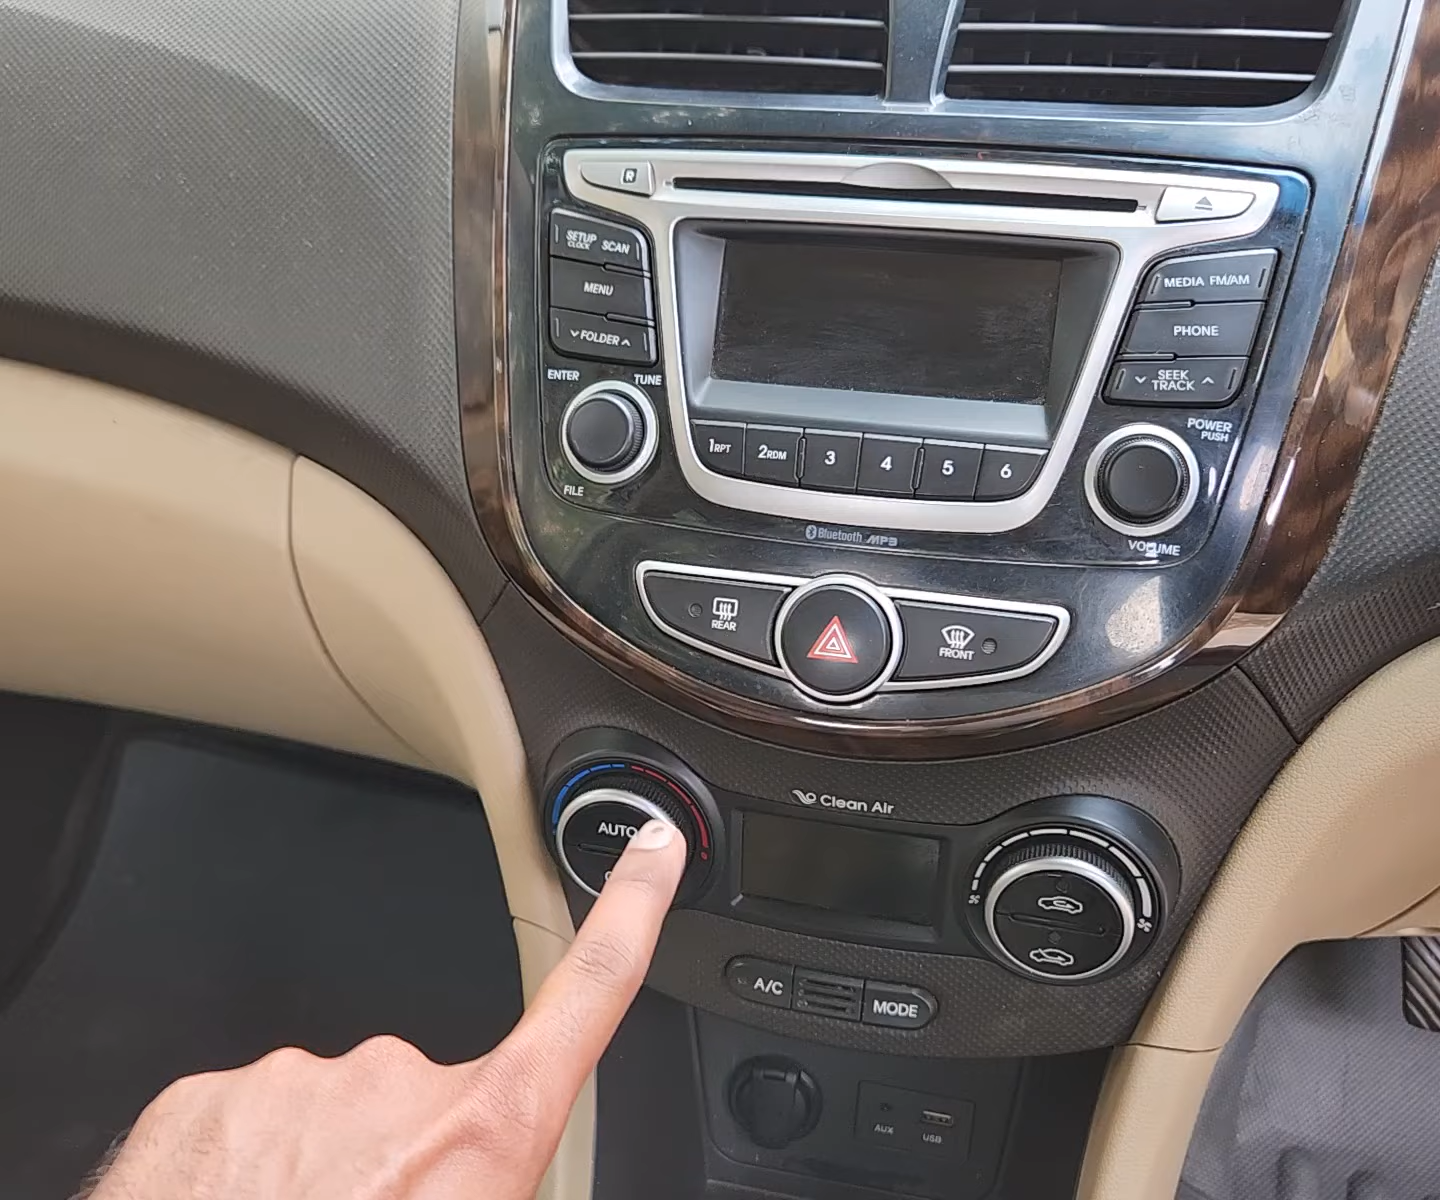 R
SETUP SCAN
CLOCK
MENU
FOLDER
ENTER TUNE
FILE
MEDIA FM/AM
PHONE
SEEK
TRACK
POWER
PUSH
VOLUME
1RPT 2RDM 3 4 5 6
Bluetooth MP3
REAR
FRONT
Clean Air
AUTO
A/C MODE
AUX USB